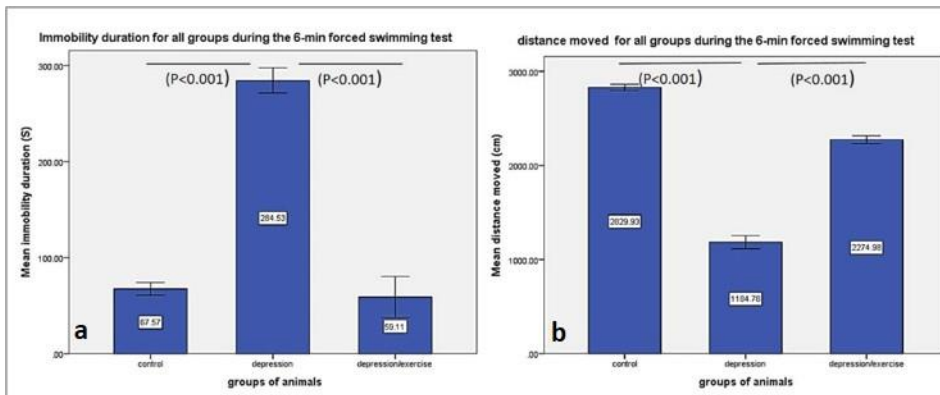 Immobility duration for all groups during the 6-min forced swimming test
300.00
200.00
100.00
.00
Mean immobility duration (S)
(P<0.001)
(P<0.001)
67.57
284.53
59.11
a
control
depression
depression/exercise
groups of animals
distance moved for all groups during the 6-min forced swimming test
3000.00
2000.00
1000.00
.00
Mean distance moved (cm)
(P<0.001)
(P<0.001)
2829.93
1184.78
2274.98
b
control
depression
depression/exercise
groups of animals